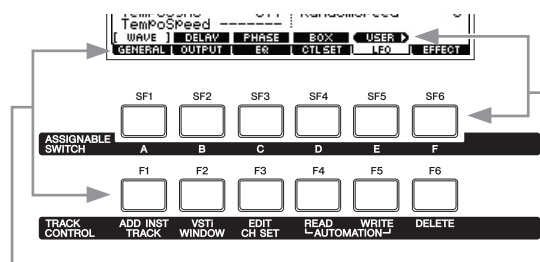 TempoSpeed -------
[ WAVE ] DELAY PHASE BOX USER ▶
GENERAL OUTPUT EQ CTL SET LFO EFFECT
SF1 SF2 SF3 SF4 SF5 SF6
ASSIGNABLE SWITCH A B C D E F
F1 F2 F3 F4 F5 F6
TRACK CONTROL ADD INST TRACK VSTi WINDOW EDIT CH SET READ WRITE DELETE
AUTOMATION